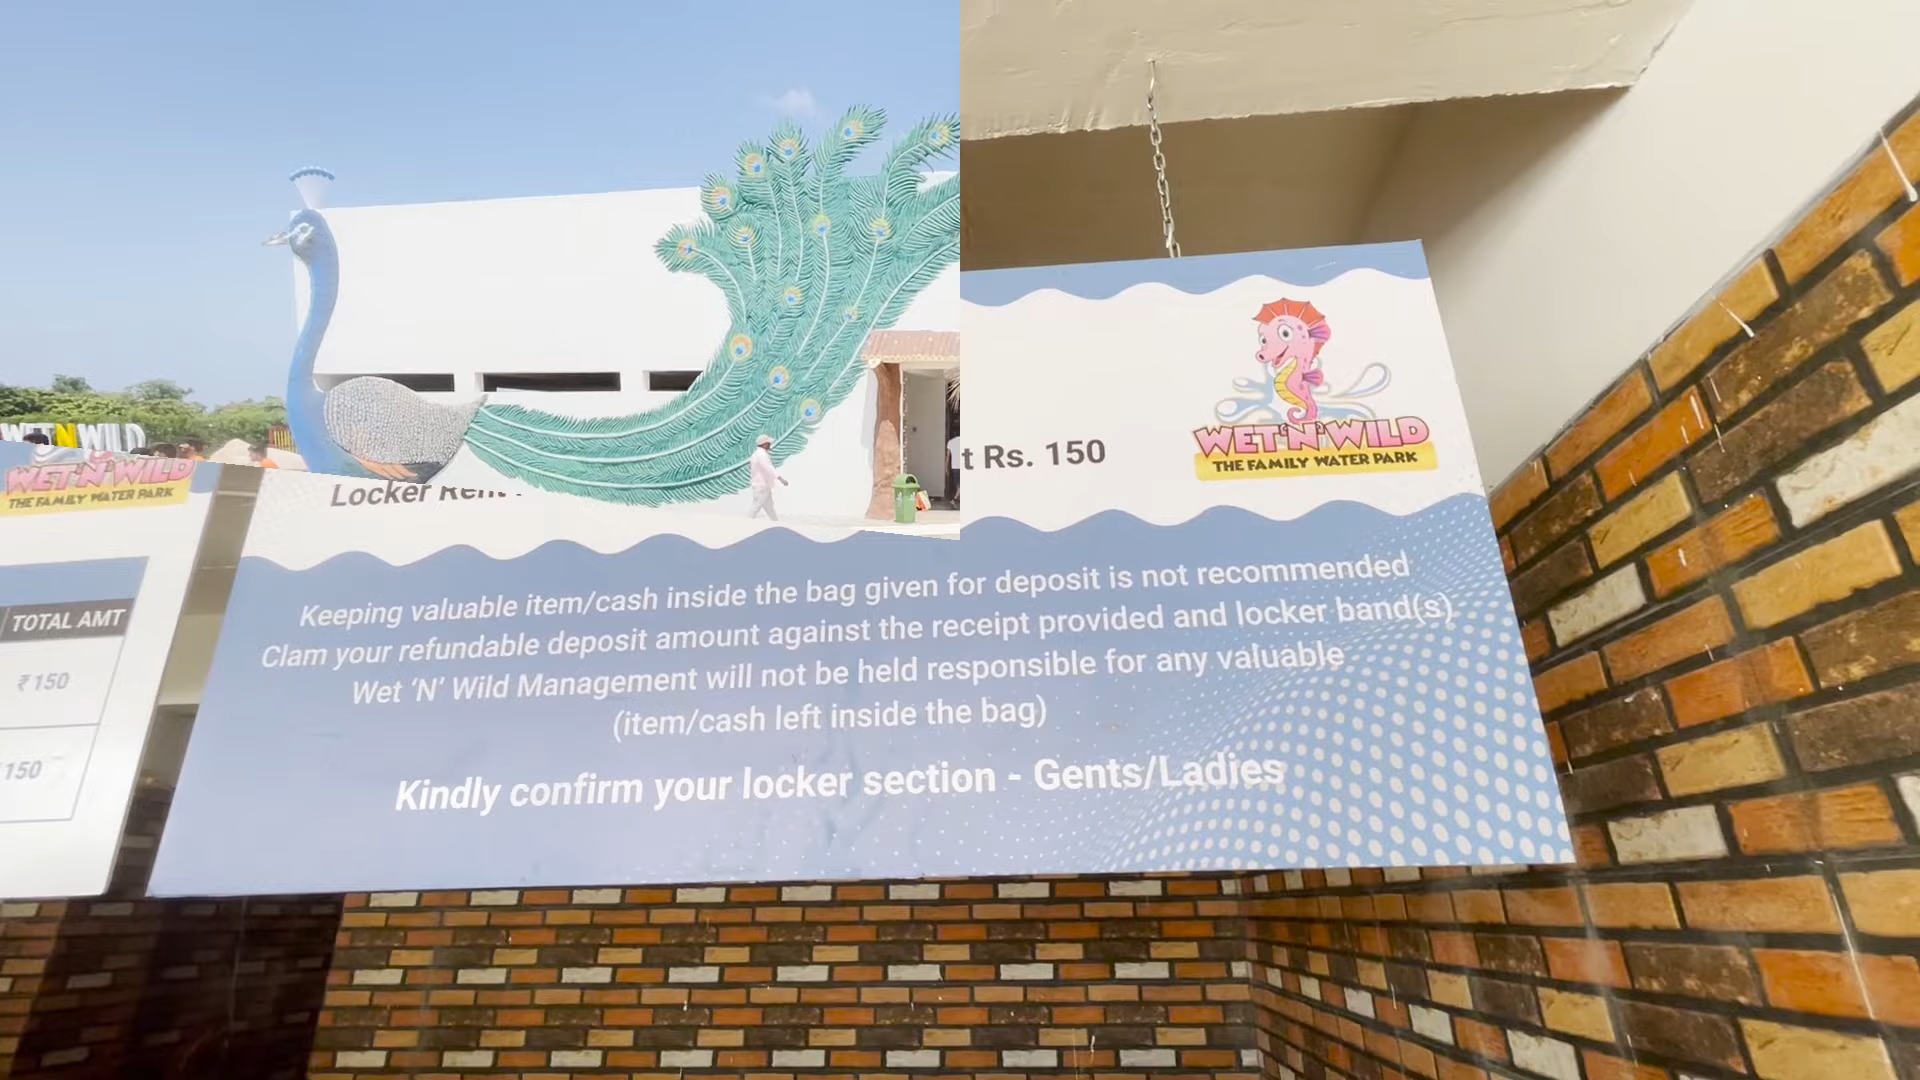 WET N WILD
WET'N'WILD
THE FAMILY WATER PARK
TOTAL AMT
₹150
150
Locker Rent
t Rs. 150
WET'N'WILD
THE FAMILY WATER PARK
Keeping valuable item/cash inside the bag given for deposit is not recommended
Clam your refundable deposit amount against the receipt provided and locker band(s)
Wet ‘N’ Wild Management will not be held responsible for any valuable
(item/cash left inside the bag)
Kindly confirm your locker section - Gents/Ladies